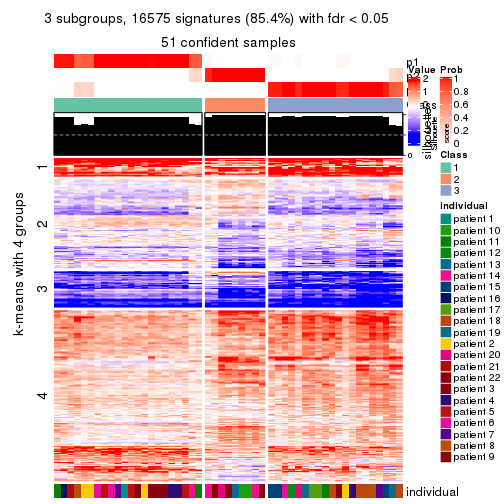 3 subgroups, 16575 signatures (85.4%) with fdr < 0.05
51 confident samples
p1
Value
2
1
0
-1
-2
Prob
1
0.8
0.6
0.4
0.2
0
score
Class
1
2
3
individual
patient 1
patient 10
patient 11
patient 12
patient 13
patient 14
patient 15
patient 16
patient 17
patient 18
patient 19
patient 2
patient 20
patient 21
patient 22
patient 3
patient 4
patient 5
patient 6
patient 7
patient 8
patient 9
k-means with 4 groups
1
2
3
4
individual